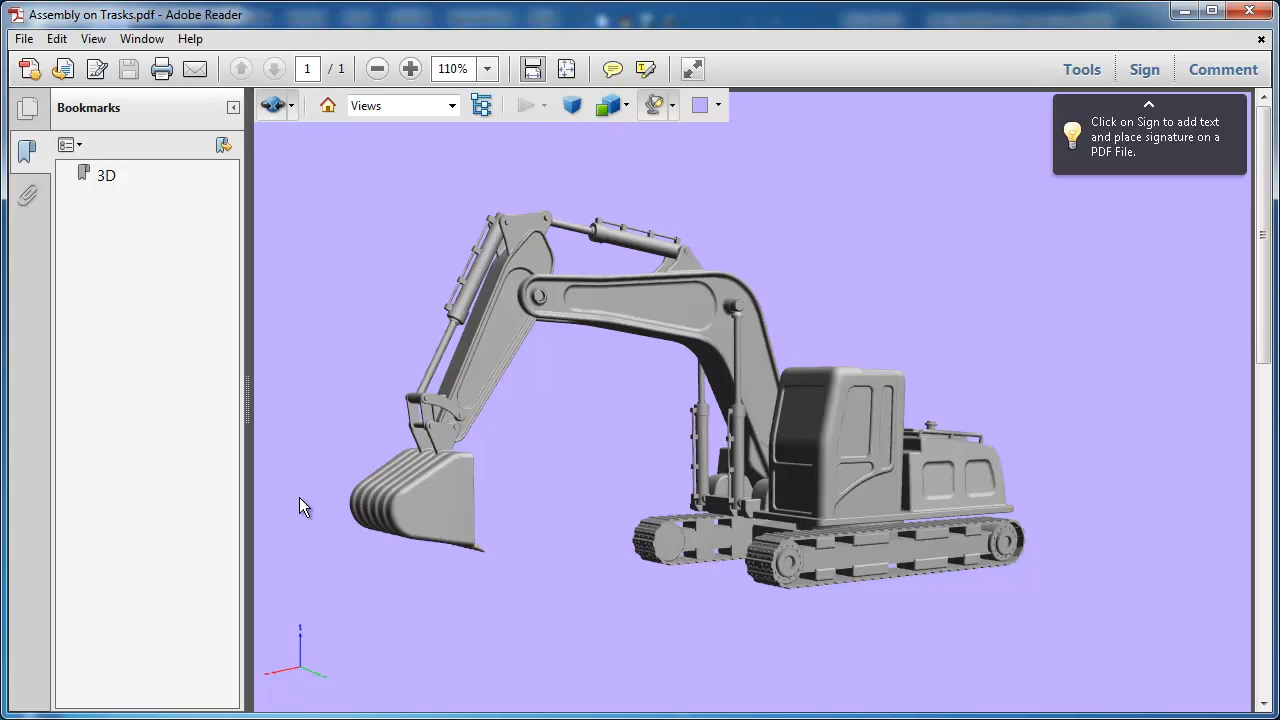 Assembly on Trasks.pdf - Adobe Reader
File Edit View Window Help
1 / 1
110%
Tools Sign Comment
Bookmarks
Views
Click on Sign to add text
and place signature on a
PDF File.
3D